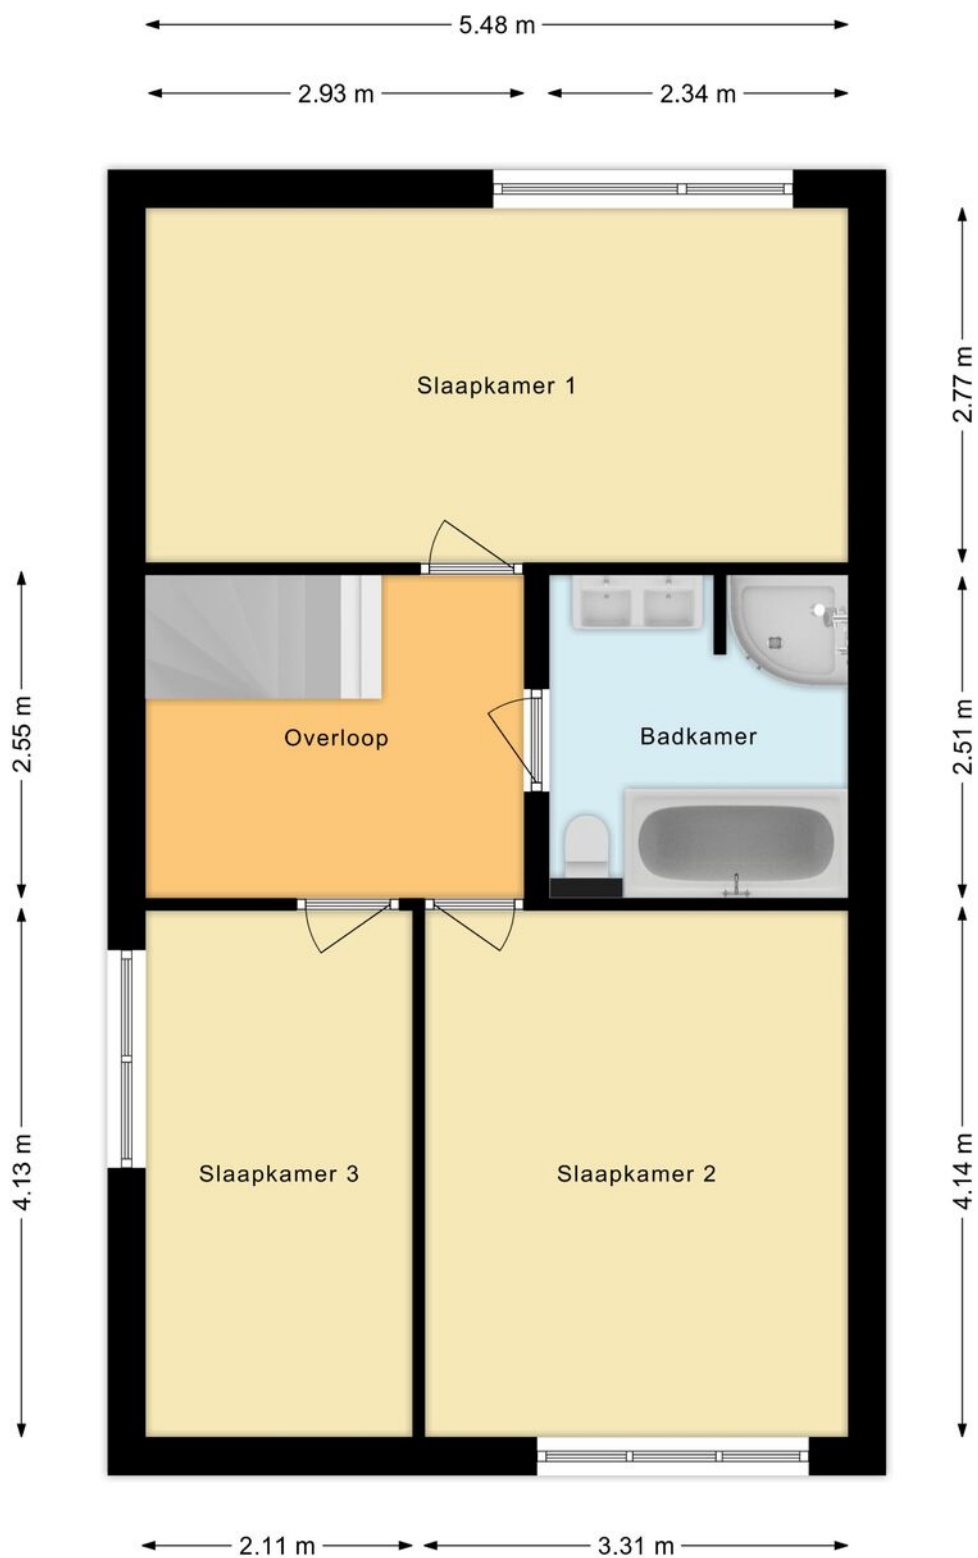 5.48 m
2.93 m
2.34 m
2.77 m
Slaapkamer 1
2.55 m
Overloop
Badkamer
2.51 m
4.13 m
Slaapkamer 3
Slaapkamer 2
4.14 m
2.11 m
3.31 m